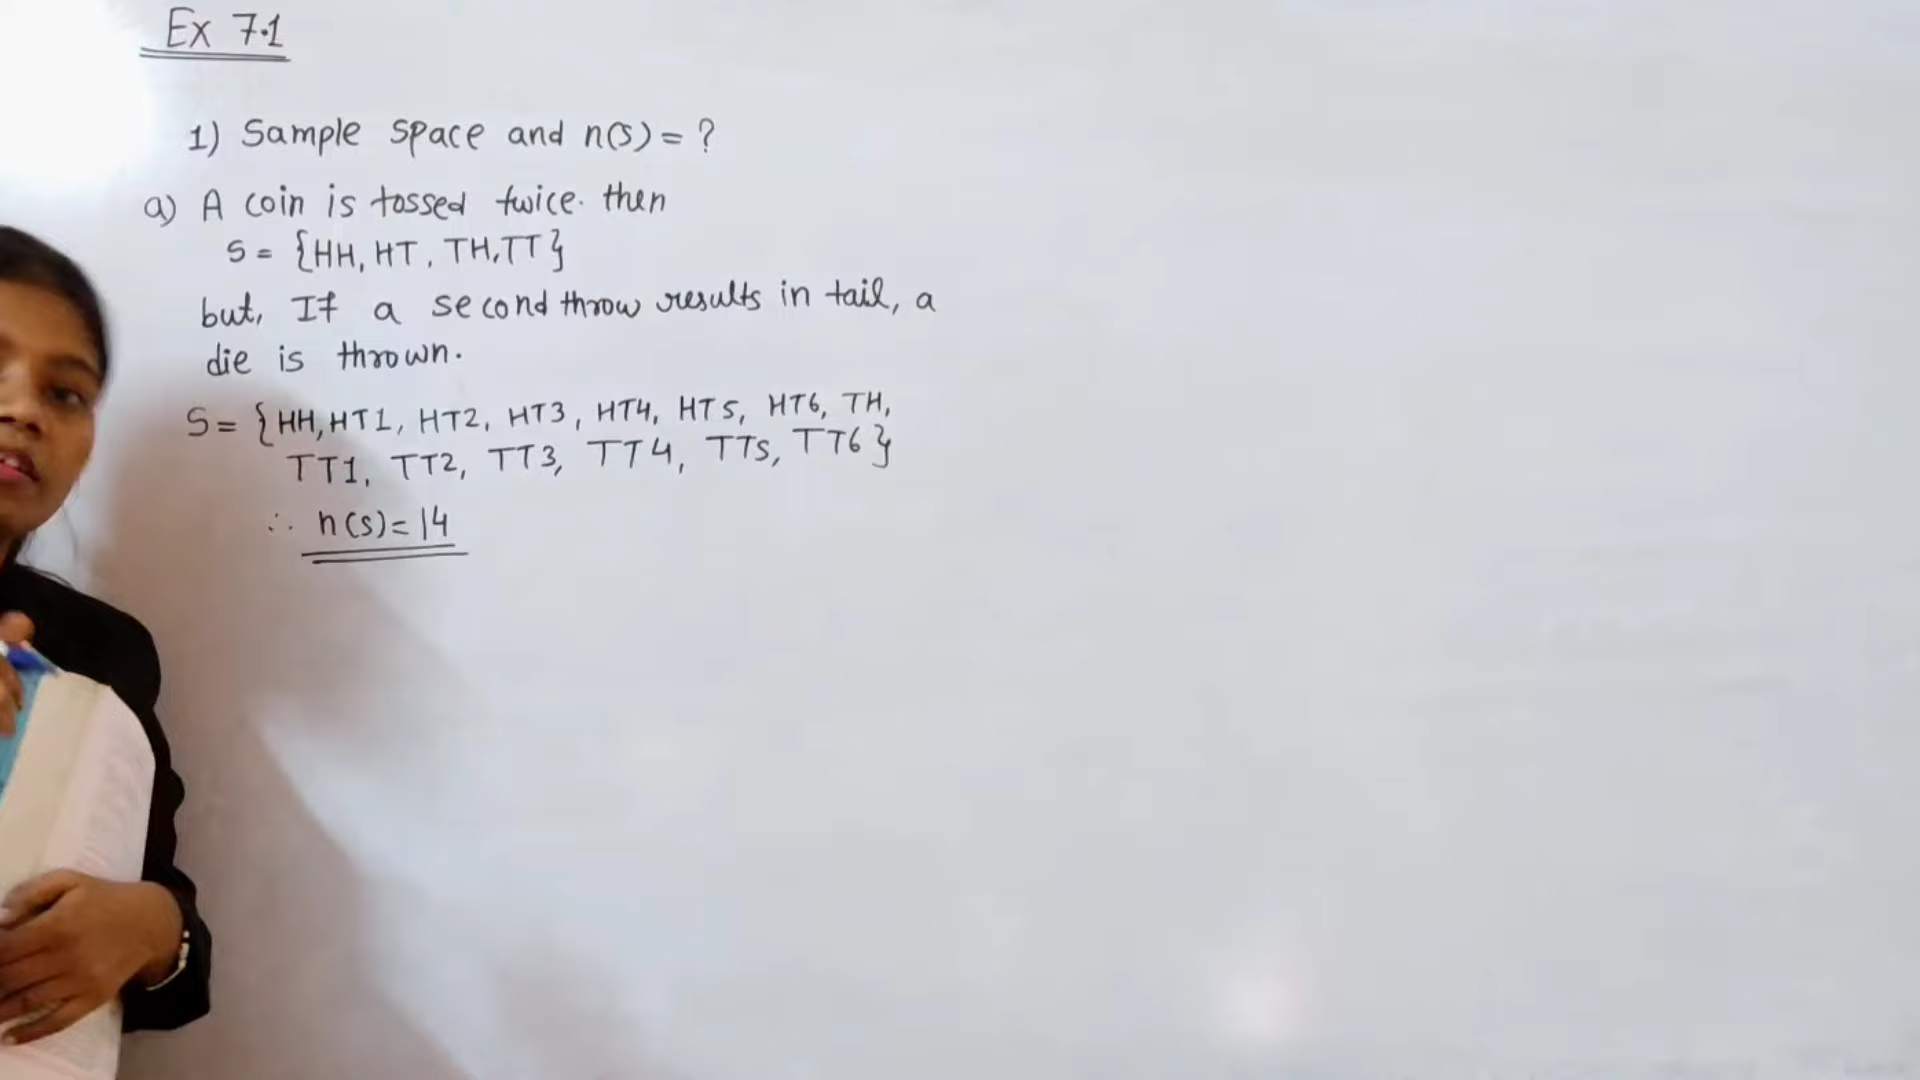 Ex 7.1
1) Sample space and n(s) = ?
a) A coin is tossed twice. then
S = {HH, HT, TH, TT}
but, If a second throw results in tail, a
die is thrown.
S = {HH, HT1, HT2, HT3, HT4, HT5, HT6, TH,
TT1, TT2, TT3, TT4, TT5, TT6}
∴ n(s) = 14